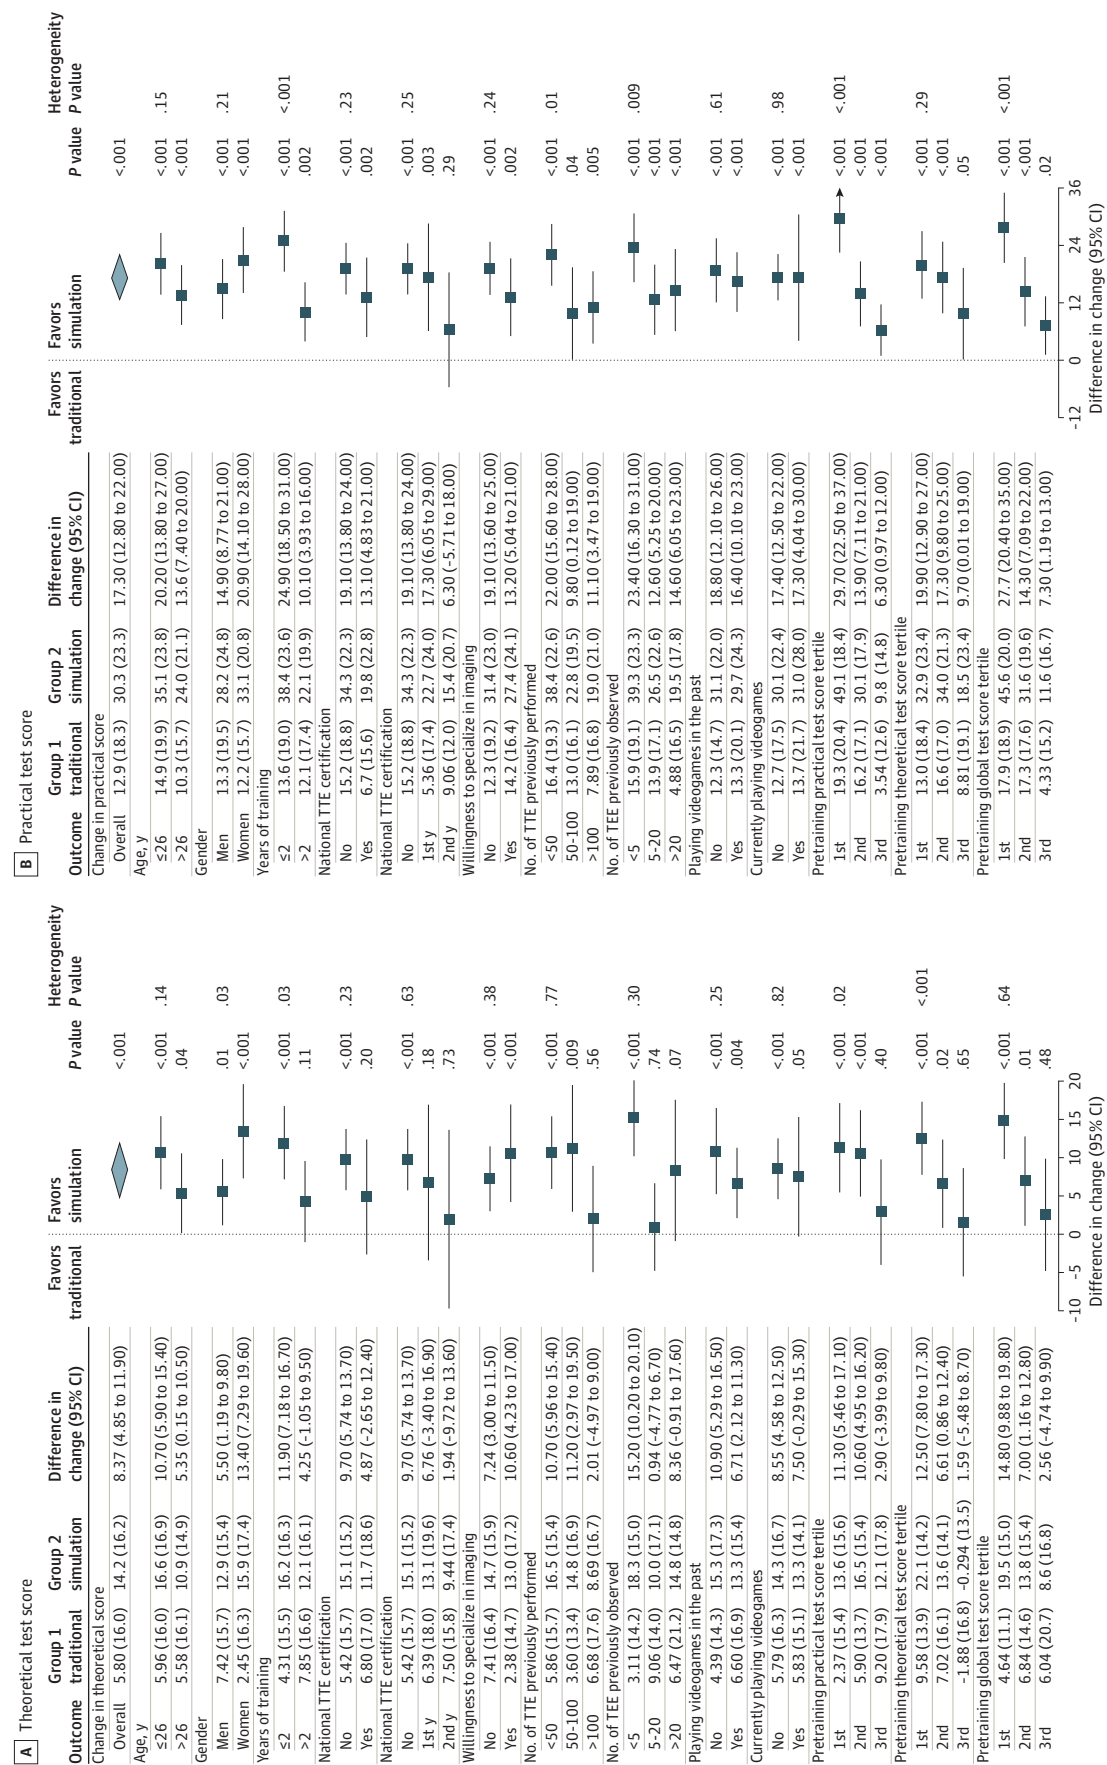 A Theoretical test score
Outcome Group 1 traditional Group 2 simulation Difference in change (95% CI) Favors traditional Favors simulation P value Heterogeneity P value
Change in theoretical score
Overall 5.80 (16.0) 14.2 (16.2) 8.37 (4.85 to 11.90) <.001
Age, y
≤26 5.96 (16.0) 16.6 (16.9) 10.70 (5.90 to 15.40) <.001 .14
>26 5.58 (16.1) 10.9 (14.9) 5.35 (0.15 to 10.50) .04
Gender
Men 7.42 (15.7) 12.9 (15.4) 5.50 (1.19 to 9.80) .01 .03
Women 2.45 (16.3) 15.9 (17.4) 13.40 (7.29 to 19.60) <.001
Years of training
≤2 4.31 (15.5) 16.2 (16.3) 11.90 (7.18 to 16.70) <.001 .03
>2 7.85 (16.6) 12.1 (16.1) 4.25 (−1.05 to 9.50) .11
National TTE certification
No 5.42 (15.7) 15.1 (15.2) 9.70 (5.74 to 13.70) <.001 .23
Yes 6.80 (17.0) 11.7 (18.6) 4.87 (−2.65 to 12.40) .20
National TTE certification
No 5.42 (15.7) 15.1 (15.2) 9.70 (5.74 to 13.70) <.001 .63
1st y 6.39 (18.0) 13.1 (19.6) 6.76 (−3.40 to 16.90) .18
2nd y 7.50 (15.8) 9.44 (17.4) 1.94 (−9.72 to 13.60) .73
Willingness to specialize in imaging
No 7.41 (16.4) 14.7 (15.9) 7.24 (3.00 to 11.50) <.001 .38
Yes 2.38 (14.7) 13.0 (17.2) 10.60 (4.23 to 17.00) <.001
No. of TTE previously performed
<50 5.86 (15.7) 16.5 (15.4) 10.70 (5.96 to 15.40) <.001 .77
50-100 3.60 (13.4) 14.8 (16.9) 11.20 (2.97 to 19.50) .009
>100 6.68 (17.6) 8.69 (16.7) 2.01 (−4.97 to 9.00) .56
No. of TEE previously observed
<5 3.11 (14.2) 18.3 (15.0) 15.20 (10.20 to 20.10) <.001 .30
5-20 9.06 (14.0) 10.0 (17.1) 0.94 (−4.77 to 6.70) .74
>20 6.47 (21.2) 14.8 (14.8) 8.36 (−0.91 to 17.60) .07
Playing videogames in the past
No 4.39 (14.3) 15.3 (17.3) 10.90 (5.29 to 16.50) <.001 .25
Yes 6.60 (16.9) 13.3 (15.4) 6.71 (2.12 to 11.30) .004
Currently playing videogames
No 5.79 (16.3) 14.3 (16.7) 8.55 (4.58 to 12.50) <.001 .82
Yes 5.83 (15.1) 13.3 (14.1) 7.50 (−0.29 to 15.30) .05
Pretraining practical test score tertile
1st 2.37 (15.4) 13.6 (15.6) 11.30 (5.46 to 17.10) <.001 .02
2nd 5.90 (13.7) 16.5 (15.4) 10.60 (4.95 to 16.20) <.001
3rd 9.20 (17.9) 12.1 (17.8) 2.90 (−3.99 to 9.80) .40
Pretraining theoretical test score tertile
1st 9.58 (13.9) 22.1 (14.2) 12.50 (7.80 to 17.30) <.001 <.001
2nd 7.02 (16.1) 13.6 (14.1) 6.61 (0.86 to 12.40) .02
3rd -1.88 (16.8) -0.294 (13.5) 1.59 (−5.48 to 8.70) .65
Pretraining global test score tertile
1st 4.64 (11.1) 19.5 (15.0) 14.80 (9.88 to 19.80) <.001 .64
2nd 6.84 (14.6) 13.8 (15.4) 7.00 (1.16 to 12.80) .01
3rd 6.04 (20.7) 8.6 (16.8) 2.56 (−4.74 to 9.90) .48
-10 -5 0 5 10 15 20
Difference in change (95% CI)
B Practical test score
Outcome Group 1 traditional Group 2 simulation Difference in change (95% CI) Favors traditional Favors simulation P value Heterogeneity P value
Change in practical score
Overall 12.9 (18.3) 30.3 (23.3) 17.30 (12.80 to 22.00) <.001
Age, y
≤26 14.9 (19.9) 35.1 (23.8) 20.20 (13.80 to 27.00) <.001 .15
>26 10.3 (15.7) 24.0 (21.1) 13.6 (7.40 to 20.00) <.001
Gender
Men 13.3 (19.5) 28.2 (24.8) 14.90 (8.77 to 21.00) <.001 .21
Women 12.2 (15.7) 33.1 (20.8) 20.90 (14.10 to 28.00) <.001
Years of training
≤2 13.6 (19.0) 38.4 (23.6) 24.90 (18.50 to 31.00) <.001 <.001
>2 12.1 (17.4) 22.1 (19.9) 10.10 (3.93 to 16.00) .002
National TTE certification
No 15.2 (18.8) 34.3 (22.3) 19.10 (13.80 to 24.00) <.001 .23
Yes 6.7 (15.6) 19.8 (22.8) 13.10 (4.83 to 21.00) .002
National TTE certification
No 15.2 (18.8) 34.3 (22.3) 19.10 (13.80 to 24.00) <.001 .25
1st y 5.36 (17.4) 22.7 (24.0) 17.30 (6.05 to 29.00) .003
2nd y 9.06 (12.0) 15.4 (20.7) 6.30 (−5.71 to 18.00) .29
Willingness to specialize in imaging
No 12.3 (19.2) 31.4 (23.0) 19.10 (13.60 to 25.00) <.001 .24
Yes 14.2 (16.4) 27.4 (24.1) 13.20 (5.04 to 21.00) .002
No. of TTE previously performed
<50 16.4 (19.3) 38.4 (22.6) 22.00 (15.60 to 28.00) <.001 .01
50-100 13.0 (16.1) 22.8 (19.5) 9.80 (0.12 to 19.00) .04
>100 7.89 (16.8) 19.0 (21.0) 11.10 (3.47 to 19.00) .005
No. of TEE previously observed
<5 15.9 (19.1) 39.3 (23.3) 23.40 (16.30 to 31.00) <.001 .009
5-20 13.9 (17.1) 26.5 (22.6) 12.60 (5.25 to 20.00) <.001
>20 4.88 (16.5) 19.5 (17.8) 14.60 (6.05 to 23.00) <.001
Playing videogames in the past
No 12.3 (14.7) 31.1 (22.0) 18.80 (12.10 to 26.00) <.001 .61
Yes 13.3 (20.1) 29.7 (24.3) 16.40 (10.10 to 23.00) <.001
Currently playing videogames
No 12.7 (17.5) 30.1 (22.4) 17.40 (12.50 to 22.00) <.001 .98
Yes 13.7 (21.7) 31.0 (28.0) 17.30 (4.04 to 30.00) <.001
Pretraining practical test score tertile
1st 19.3 (20.4) 49.1 (18.4) 29.70 (22.50 to 37.00) <.001 <.001
2nd 16.2 (17.1) 30.1 (17.9) 13.90 (7.11 to 21.00) <.001
3rd 3.54 (12.6) 9.8 (14.8) 6.30 (0.97 to 12.00) <.001
Pretraining theoretical test score tertile
1st 13.0 (18.4) 32.9 (23.4) 19.90 (12.90 to 27.00) <.001 .29
2nd 16.6 (17.0) 34.0 (21.3) 17.30 (9.80 to 25.00) <.001
3rd 8.81 (19.1) 18.5 (23.4) 9.70 (0.01 to 19.00) .05
Pretraining global test score tertile
1st 17.9 (18.9) 45.6 (20.0) 27.7 (20.40 to 35.00) <.001 <.001
2nd 17.3 (17.6) 31.6 (19.6) 14.30 (7.09 to 22.00) <.001
3rd 4.33 (15.2) 11.6 (16.7) 7.30 (1.19 to 13.00) .02
-12 0 12 24 36
Difference in change (95% CI)